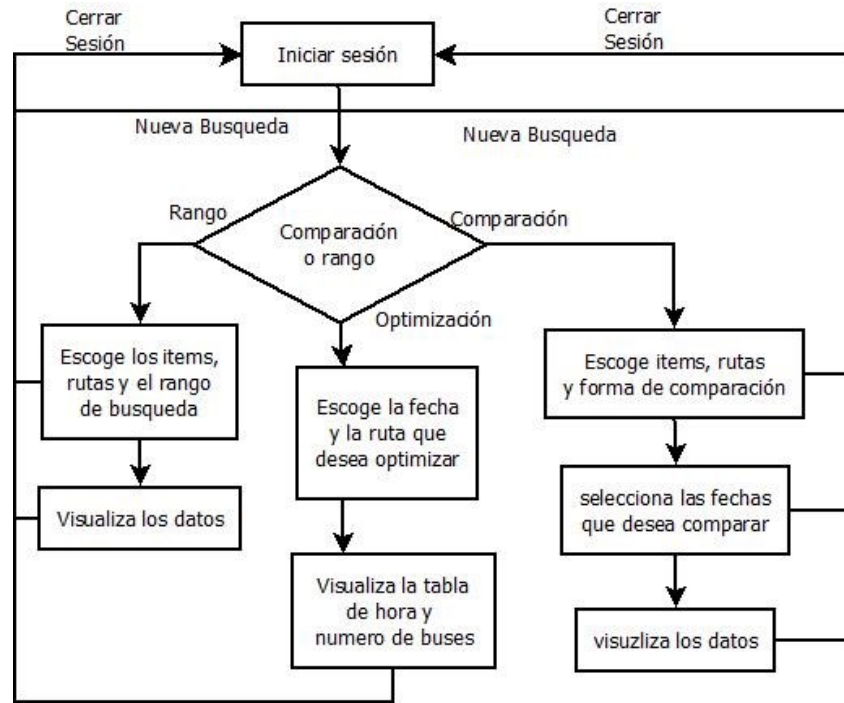 Cerrar
Sesión
Cerrar
Sesión
Iniciar sesión
Nueva Busqueda
Nueva Busqueda
Rango
Comparación
Comparación
o rango
Optimización
Escoge los items,
rutas y el rango
de busqueda
Visualiza los datos
Escoge la fecha
y la ruta que
desea optimizar
Visualiza la tabla
de hora y
numero de buses
Escoge items, rutas
y forma de comparación
selecciona las fechas
que desea comparar
visuzliza los datos